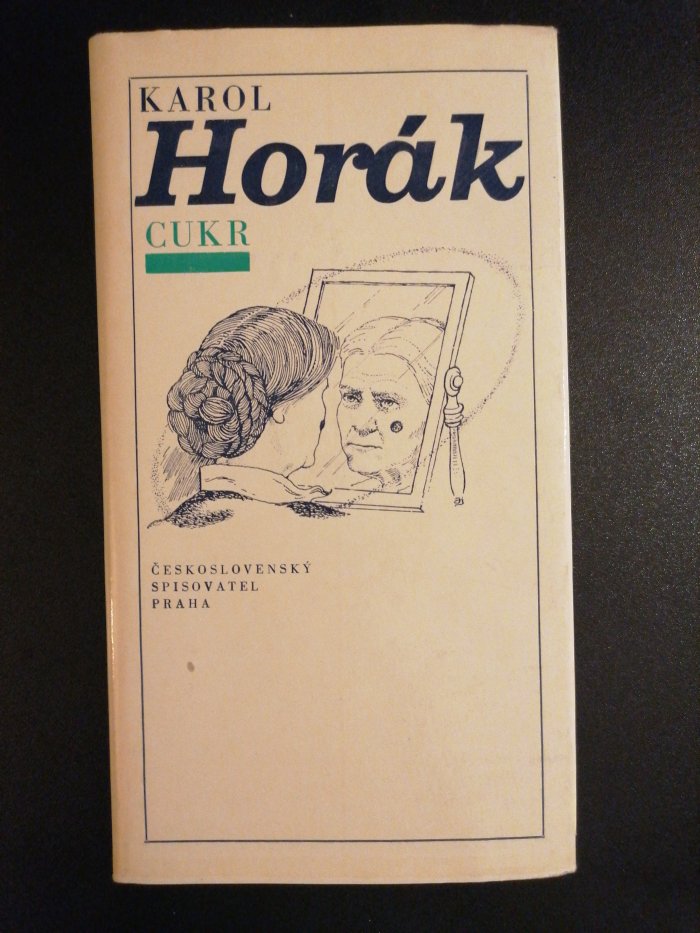 KAROL
Horák
CUKR
ČESKOSLOVENSKÝ
SPISOVATEL
PRAHA